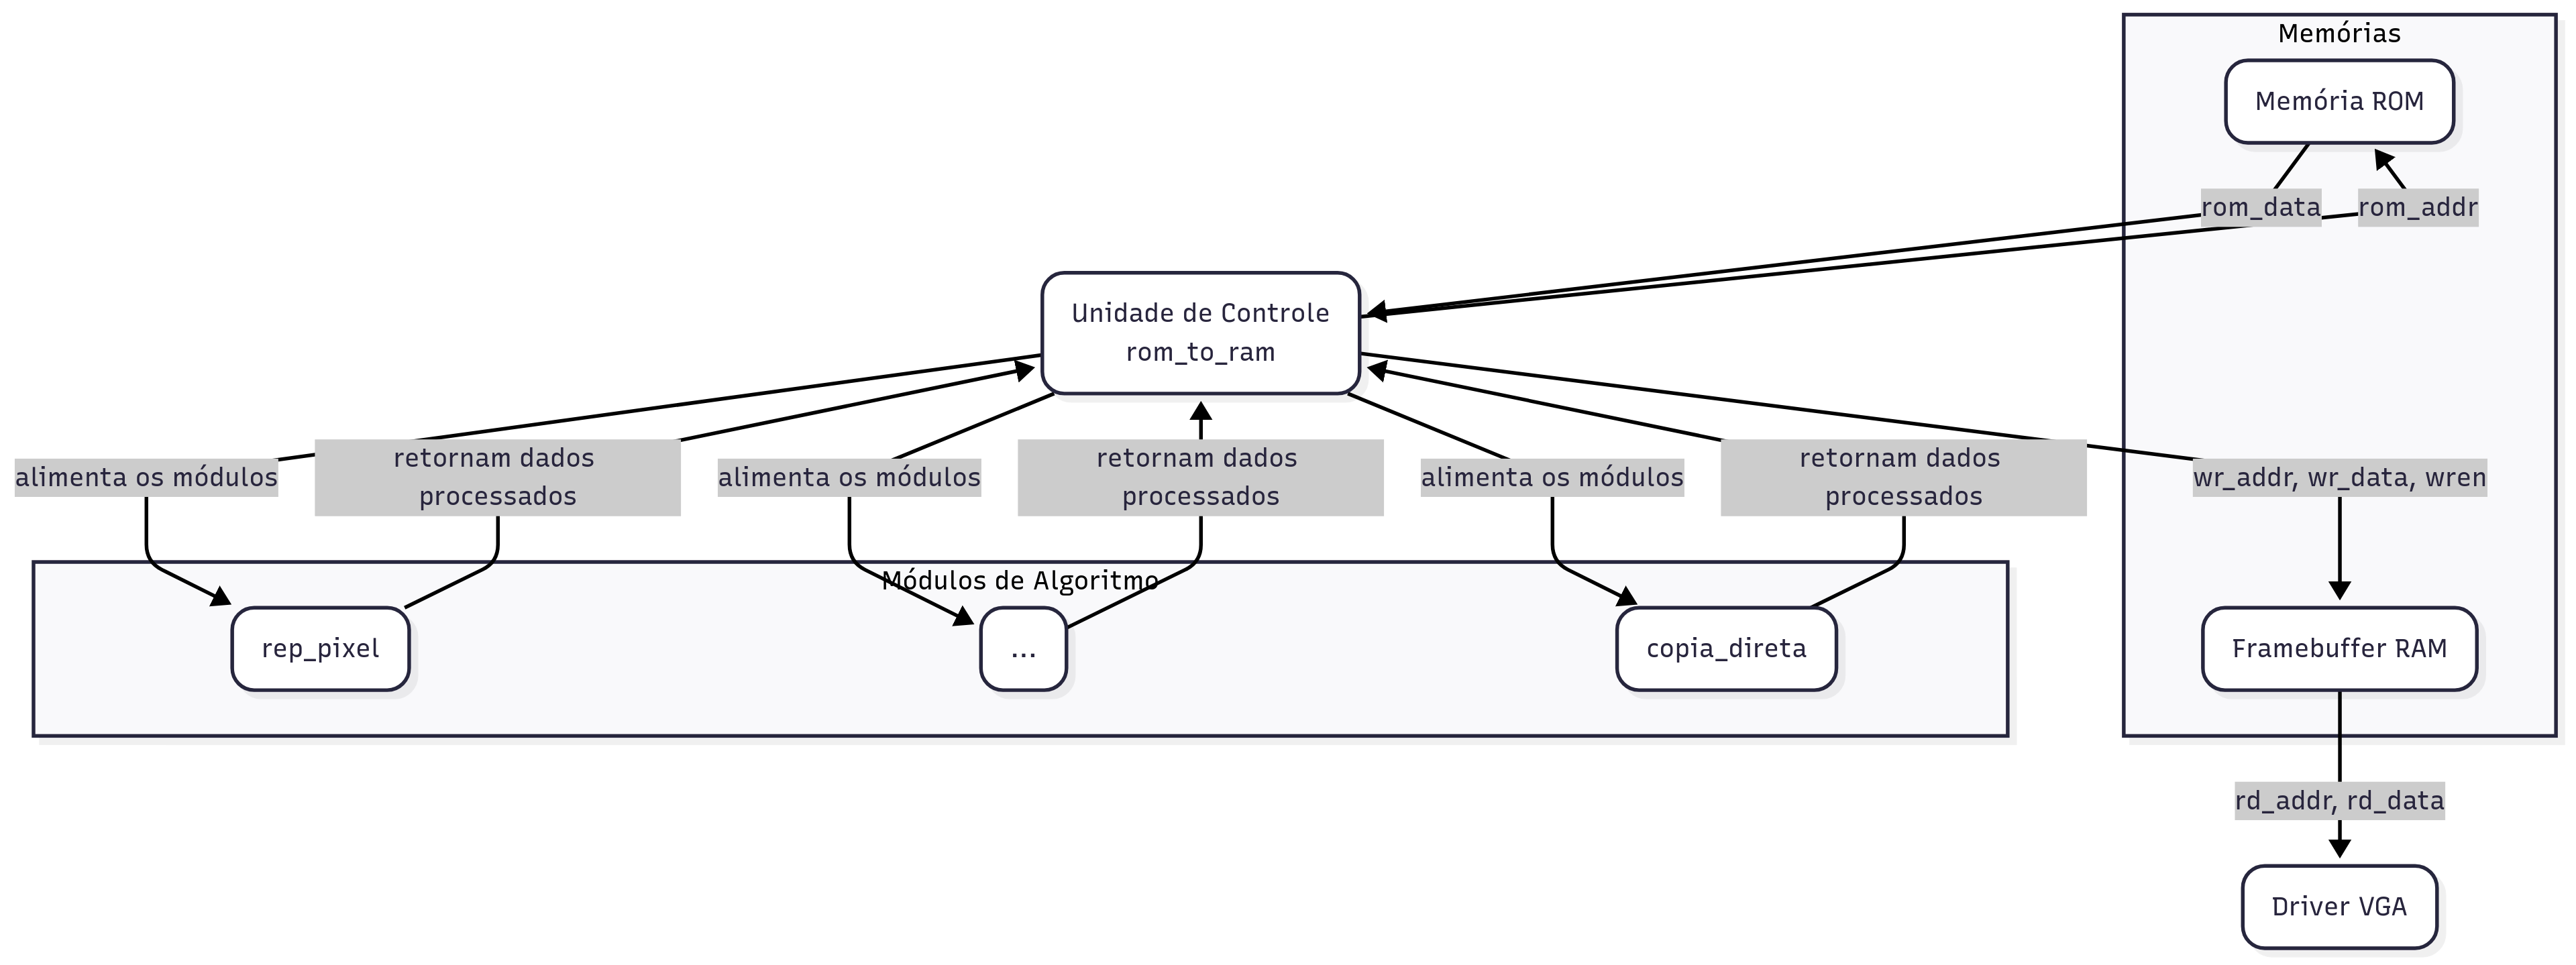 Memórias
Memória ROM
rom_data
rom_addr
Unidade de Controle
rom_to_ram
alimenta os módulos
retornam dados
processados
alimenta os módulos
retornam dados
processados
alimenta os módulos
retornam dados
processados
wr_addr, wr_data, wren
Módulos de Algoritmo
rep_pixel
...
copia_direta
Framebuffer RAM
rd_addr, rd_data
Driver VGA